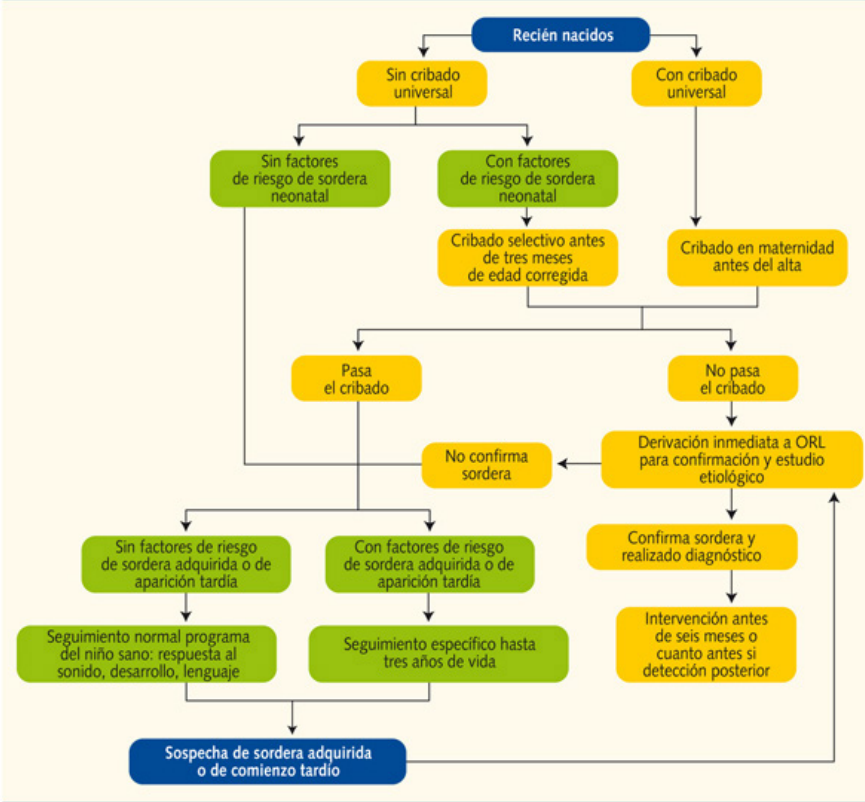 Recién nacidos
Sin cribado
universal
Con cribado
universal
Sin factores
de riesgo de sordera
neonatal
Con factores
de riesgo de sordera
neonatal
Cribado selectivo antes
de tres meses
de edad corregida
Cribado en maternidad
antes del alta
Pasa
el cribado
No pasa
el cribado
No confirma
sordera
Derivación inmediata a ORL
para confirmación y estudio
etiológico
Sin factores de riesgo
de sordera adquirida o de
aparición tardía
Con factores de riesgo
de sordera adquirida o de
aparición tardía
Confirma sordera y
realizado diagnóstico
Seguimiento normal programa
del niño sano: respuesta al
sonido, desarrollo, lenguaje
Seguimiento específico hasta
tres años de vida
Intervención antes
de seis meses o
cuanto antes si
detección posterior
Sospecha de sordera adquirida
o de comienzo tardío